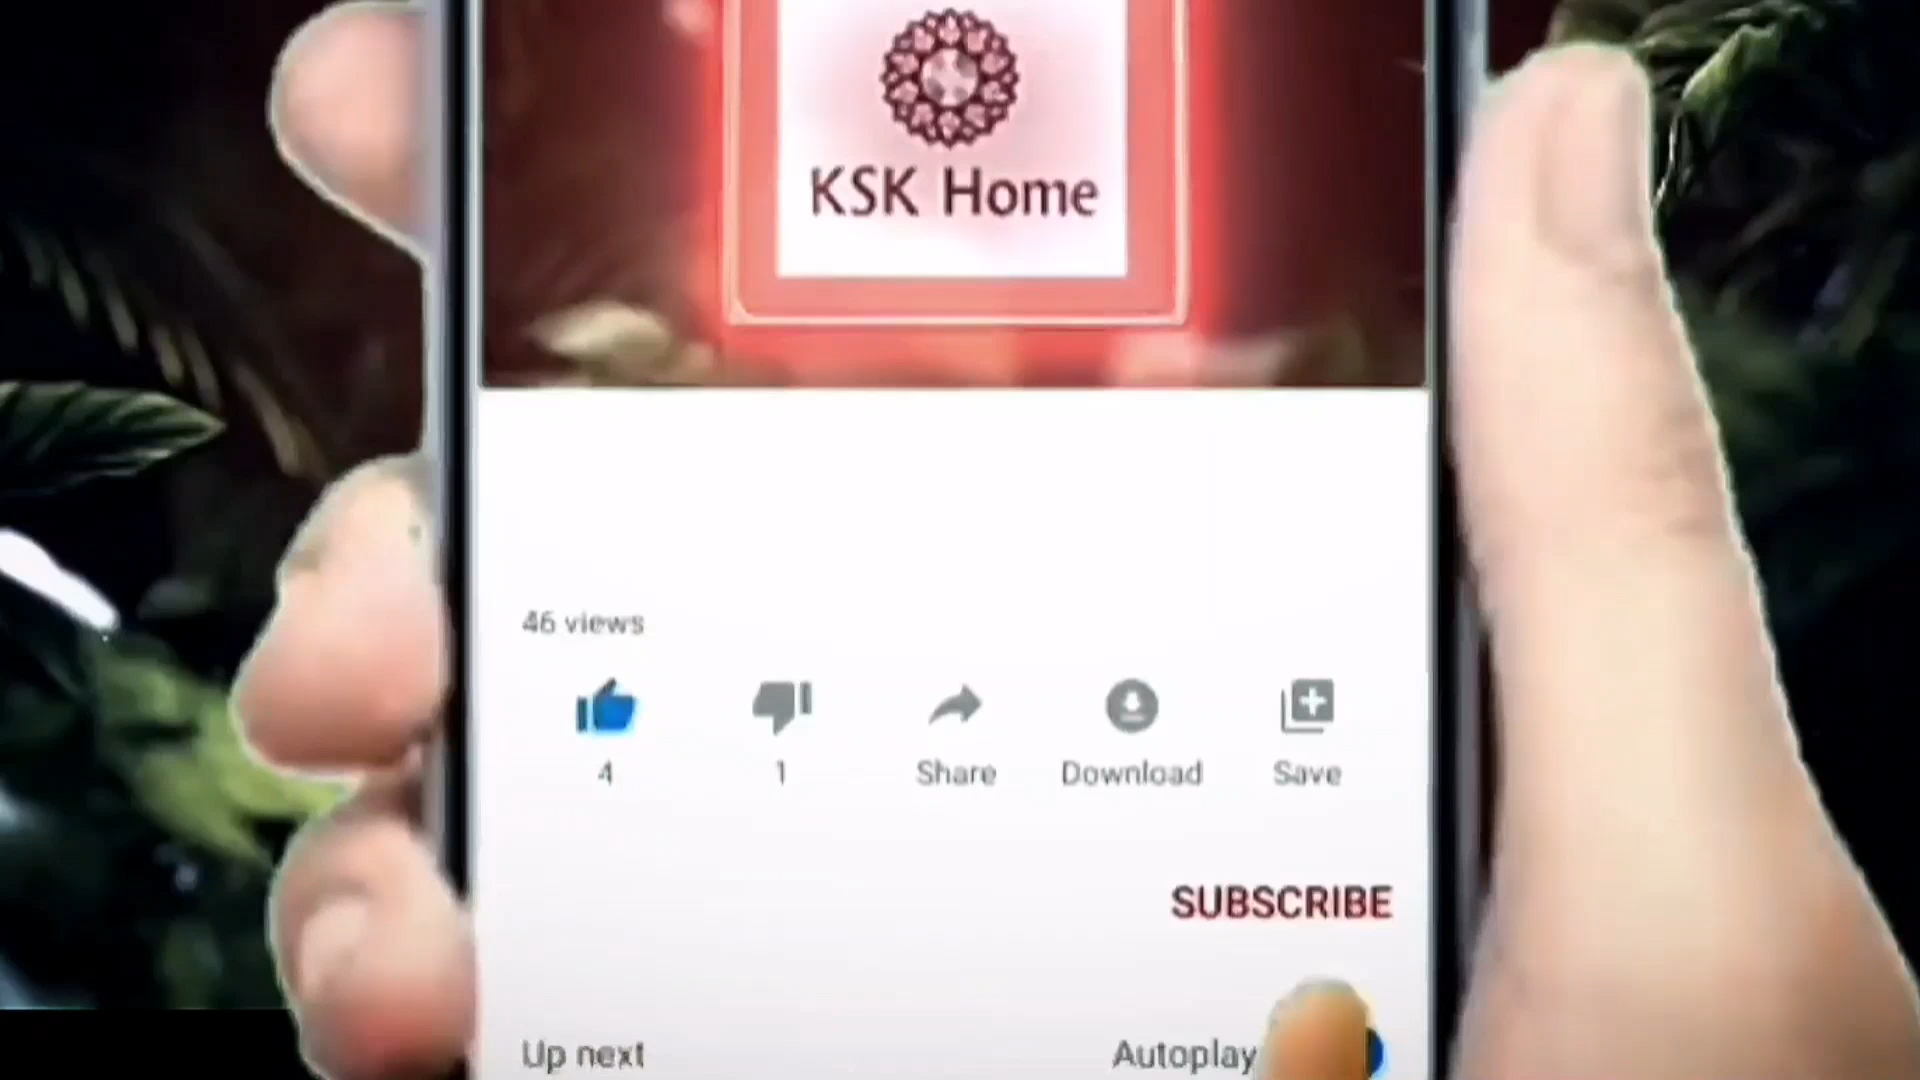 KSK Home
46 views
4
1
Share
Download
Save
SUBSCRIBE
Up next
Autoplay